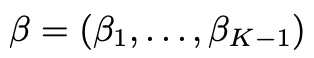 β = (β₁, . . . , β_{K−1})